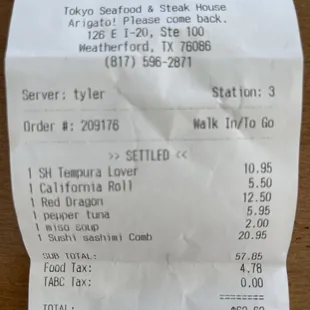 Tokyo Seafood & Steak House
Arigato! Please come back.
126 E I-20, Ste 100
Weatherford, TX 76086
(817) 596-2871
Server: tyler Station: 3
Order #: 209176 Walk In/To Go
>> SETTLED <<
1 SH Tempura Lover 10.95
1 California Roll 5.50
1 Red Dragon 12.50
1 pepper tuna 5.95
1 miso soup 2.00
1 Sushi sashimi Comb 20.95
SUB TOTAL: 57.85
Food Tax: 4.78
TABC Tax: 0.00
========
TOTAL: